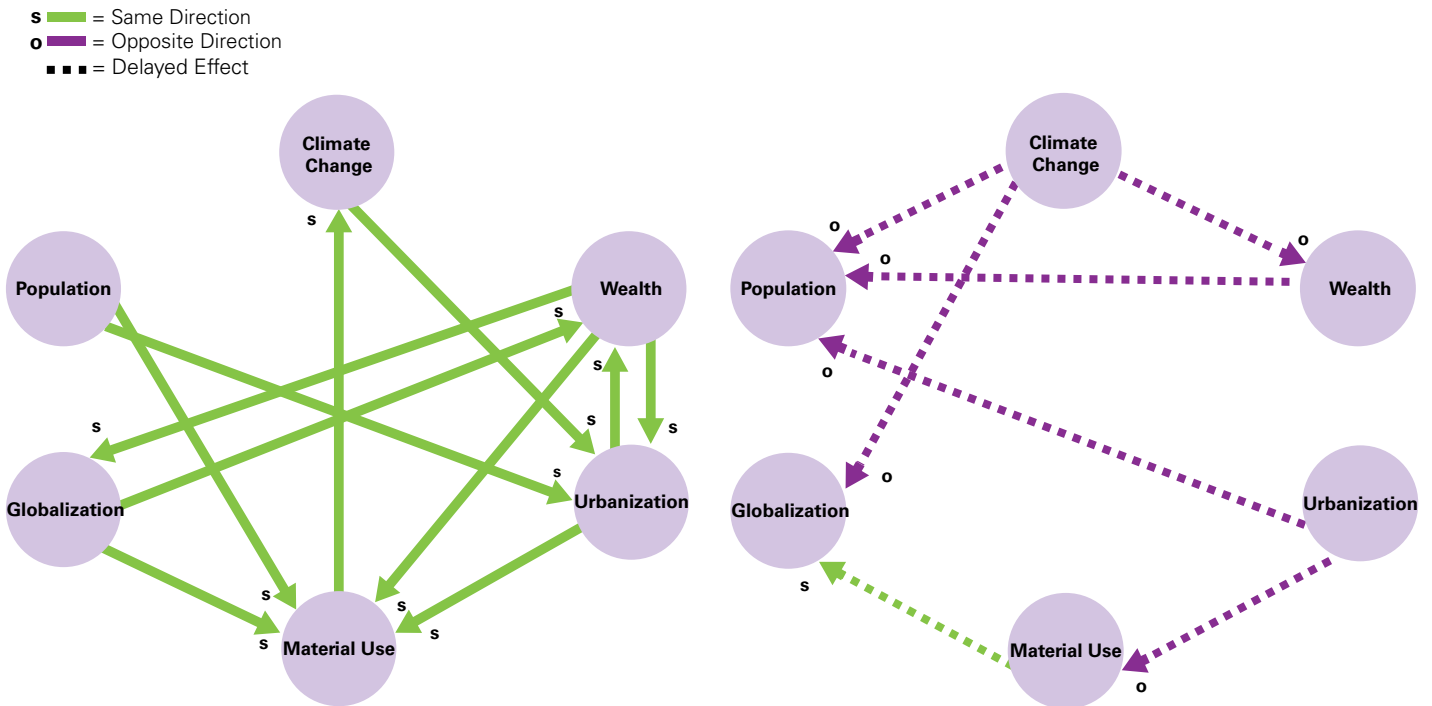 s = Same Direction
o = Opposite Direction
= Delayed Effect
Climate
Change
s
Population
Wealth
s
s
s
s
s
s
s
Globalization
Urbanization
s
s
s
s
Material Use
Climate
Change
o
o
o
Population
Wealth
o
o
Globalization
Urbanization
s
Material Use
o